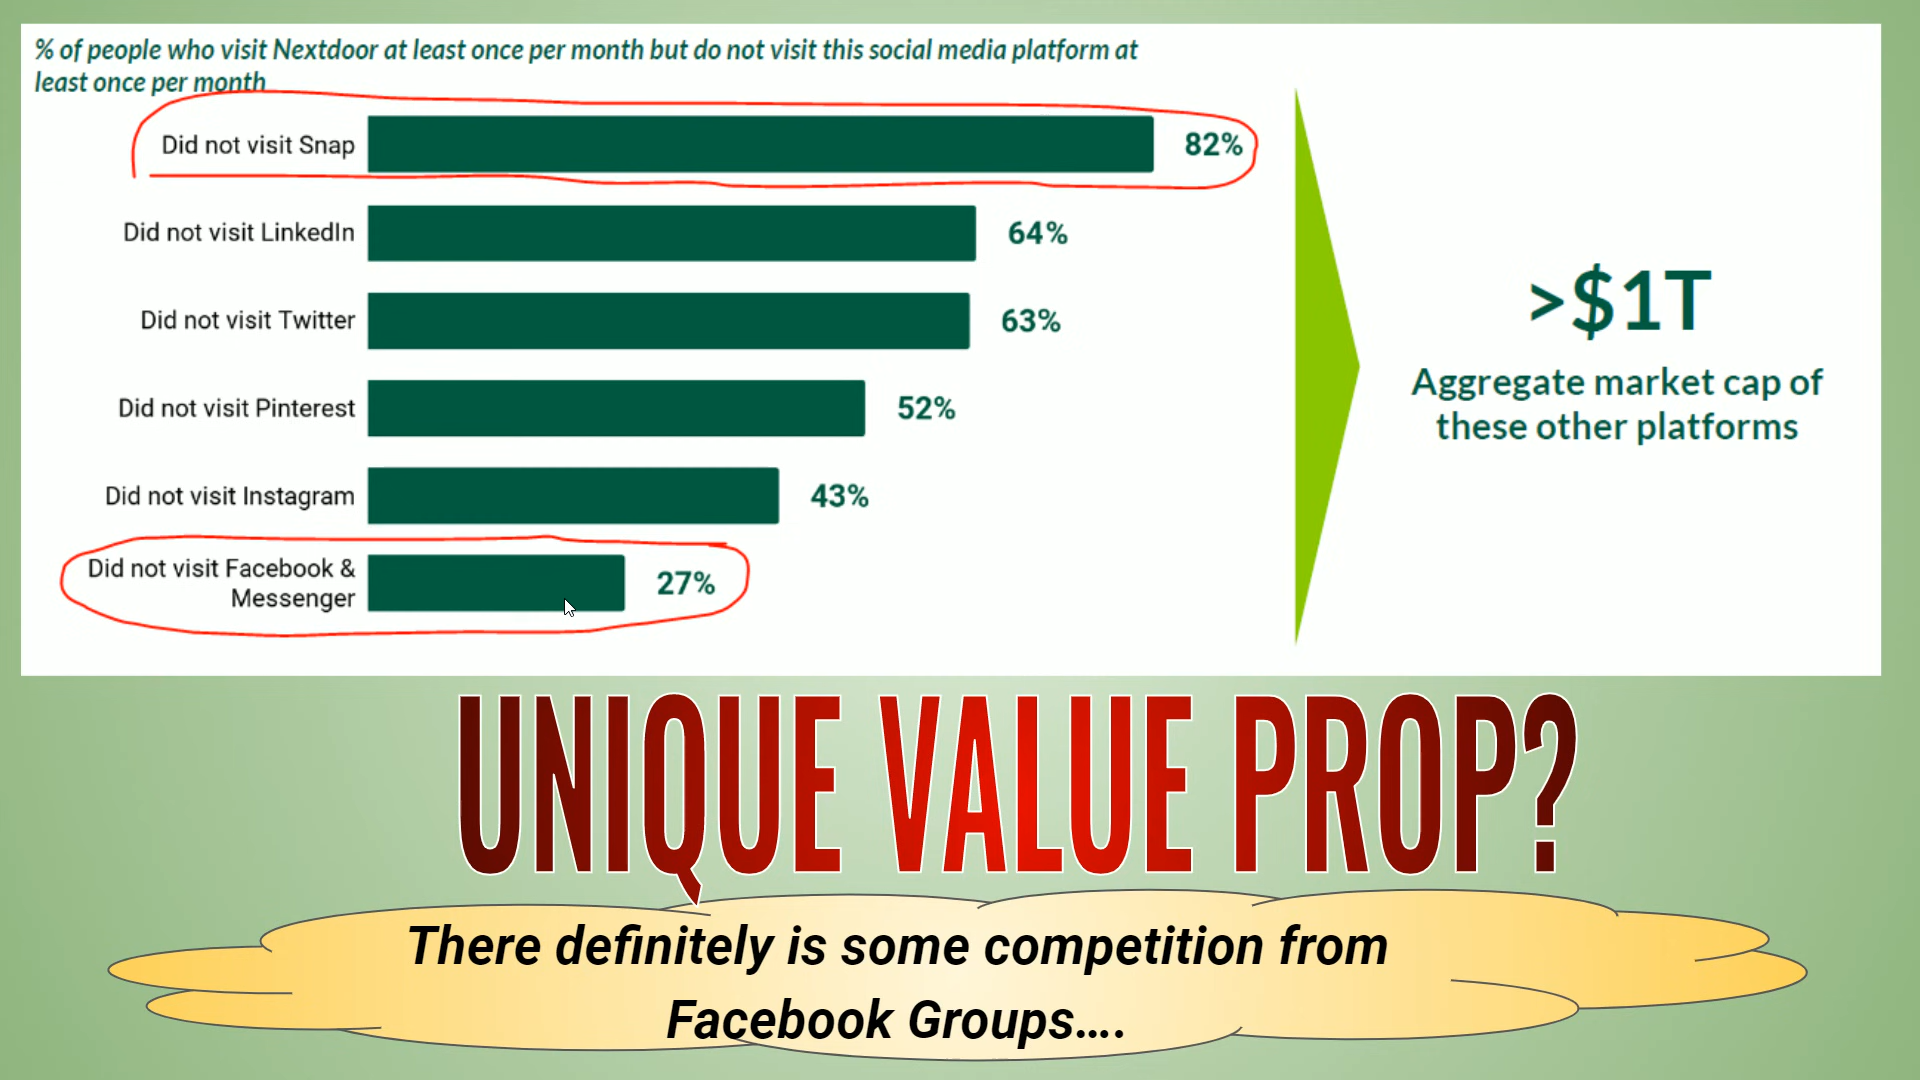 % of people who visit Nextdoor at least once per month but do not visit this social media platform at
least once per month
Did not visit Snap 82%
Did not visit LinkedIn 64%
Did not visit Twitter 63%
Did not visit Pinterest 52%
Did not visit Instagram 43%
Did not visit Facebook &
Messenger 27%
>$1T
Aggregate market cap of
these other platforms
UNIQUE VALUE PROP?
There definitely is some competition from
Facebook Groups....